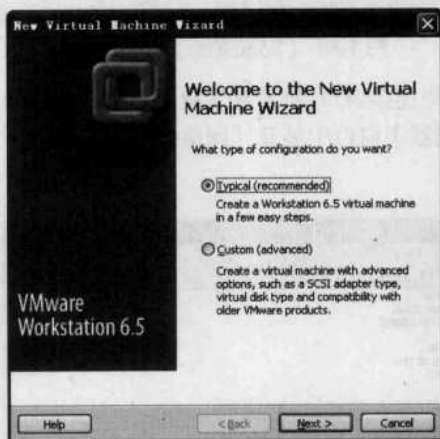 New Virtual Machine Wizard
Welcome to the New Virtual
Machine Wizard
What type of configuration do you want?
Typical (recommended)
Create a Workstation 6.5 virtual machine
in a few easy steps.
Custom (advanced)
Create a virtual machine with advanced
options, such as a SCSI adapter type,
virtual disk type and compatibility with
older VMware products.
VMware
Workstation 6.5
Help
< Back
Next >
Cancel